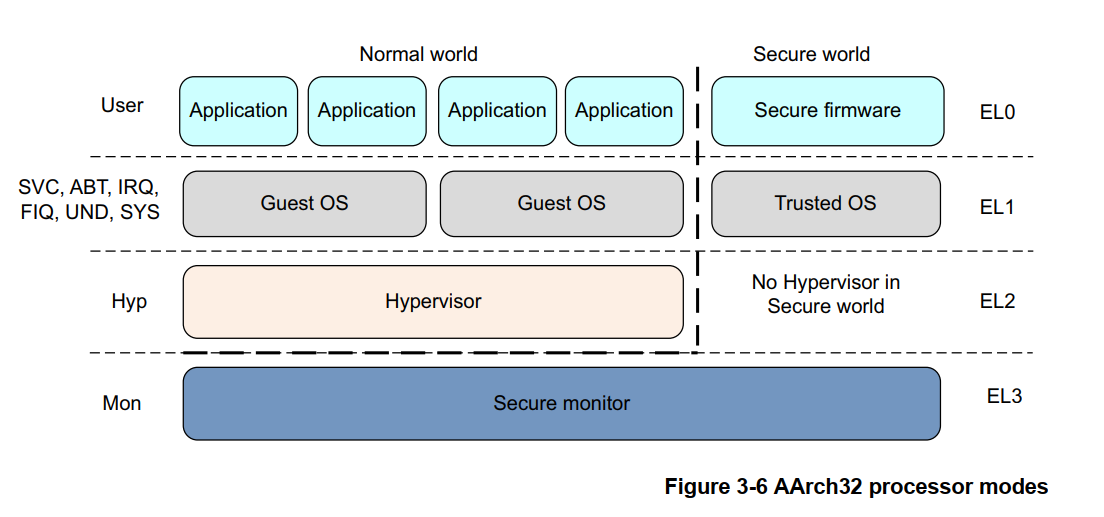 Normal world
Secure world
User
Application
Application
Application
Application
Secure firmware
EL0
SVC, ABT, IRQ,
FIQ, UND, SYS
Guest OS
Guest OS
Trusted OS
EL1
Hyp
Hypervisor
No Hypervisor in
Secure world
EL2
Mon
Secure monitor
EL3
Figure 3-6 AArch32 processor modes